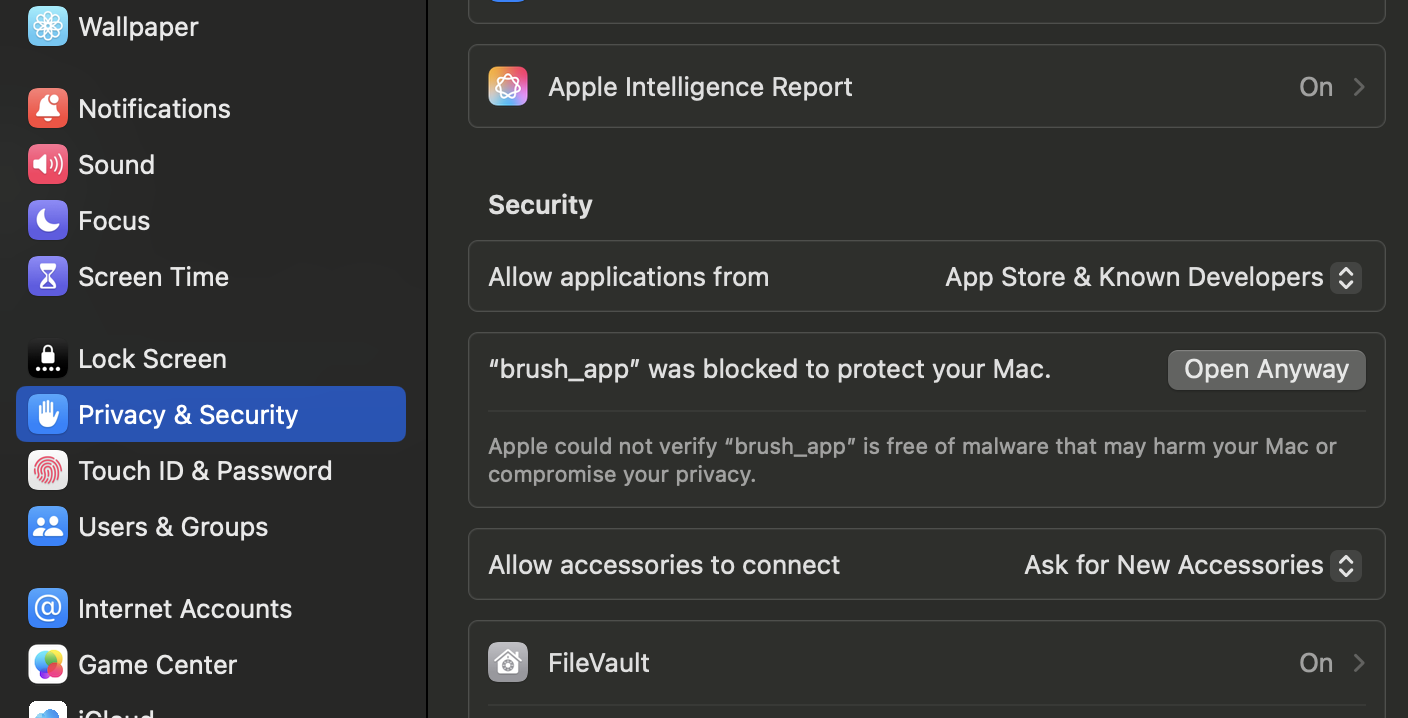 Wallpaper
Notifications
Sound
Focus
Screen Time
Lock Screen
Privacy & Security
Touch ID & Password
Users & Groups
Internet Accounts
Game Center
iCloud
Apple Intelligence Report On
Security
Allow applications from App Store & Known Developers
“brush_app” was blocked to protect your Mac. Open Anyway
Apple could not verify “brush_app” is free of malware that may harm your Mac or
compromise your privacy.
Allow accessories to connect Ask for New Accessories
FileVault On